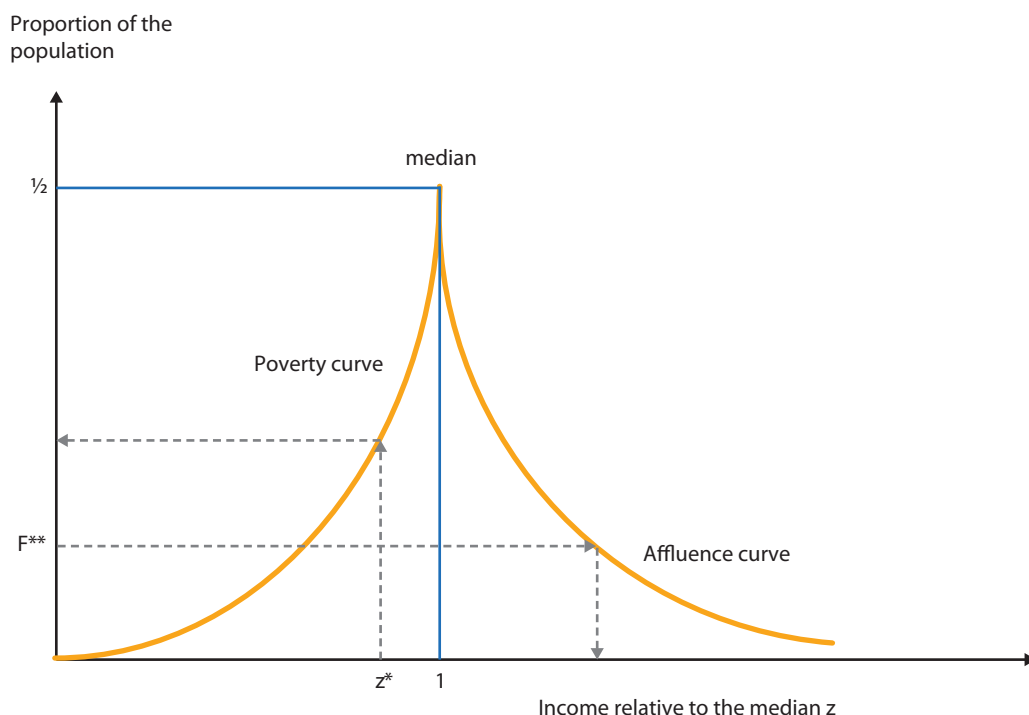 Proportion of the
population
median
½
Poverty curve
F**
Affluence curve
z*
1
Income relative to the median z